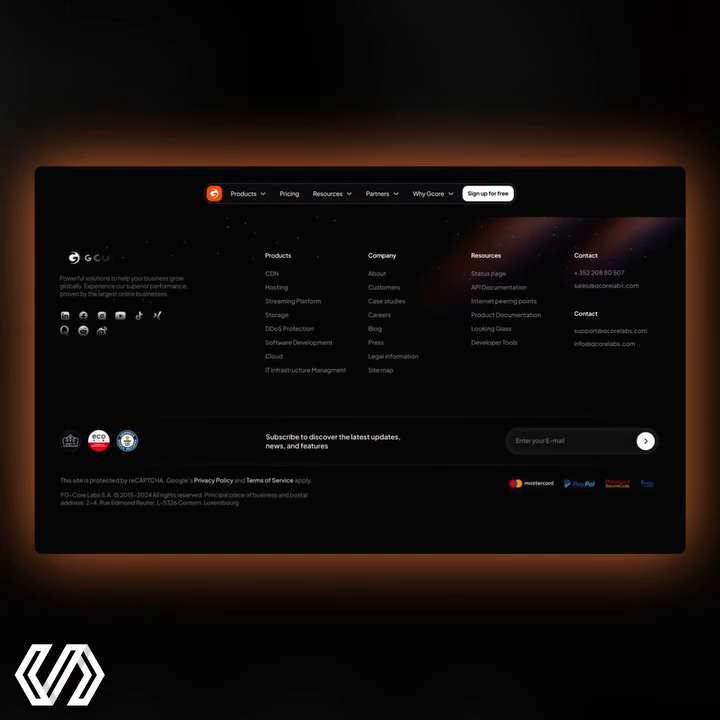 Products Pricing Resources Partners Why Gcore Sign up for free
GCO
Powerful solutions to help your business grow
globally. Experience our superior performance,
proven by the largest online businesses.
Products
CDN
Hosting
Streaming Platform
Storage
DDoS Protection
Software Development
Cloud
IT Infrastructure Managment
Company
About
Customers
Case studies
Careers
Blog
Press
Legal information
Site map
Resources
Status page
API Documentation
Internet peering points
Product Documentation
Looking Glass
Developer Tools
Contact
+ 352 208 80 507
sales@gcorelabs.com
Contact
support@gcorelabs.com
info@gcorelabs.com
eco
Subscribe to discover the latest updates,
news, and features
Enter your E-mail
This site is protected by reCAPTCHA. Google's Privacy Policy and Terms of Service apply.
PG-Core Labs S.A. © 2015–2024 All rights reserved. Principal place of business and postal
address: 2-4, Rue Edmond Reuter, L-5326 Contern, Luxembourg
mastercard PayPal Mastercard
SecureCode